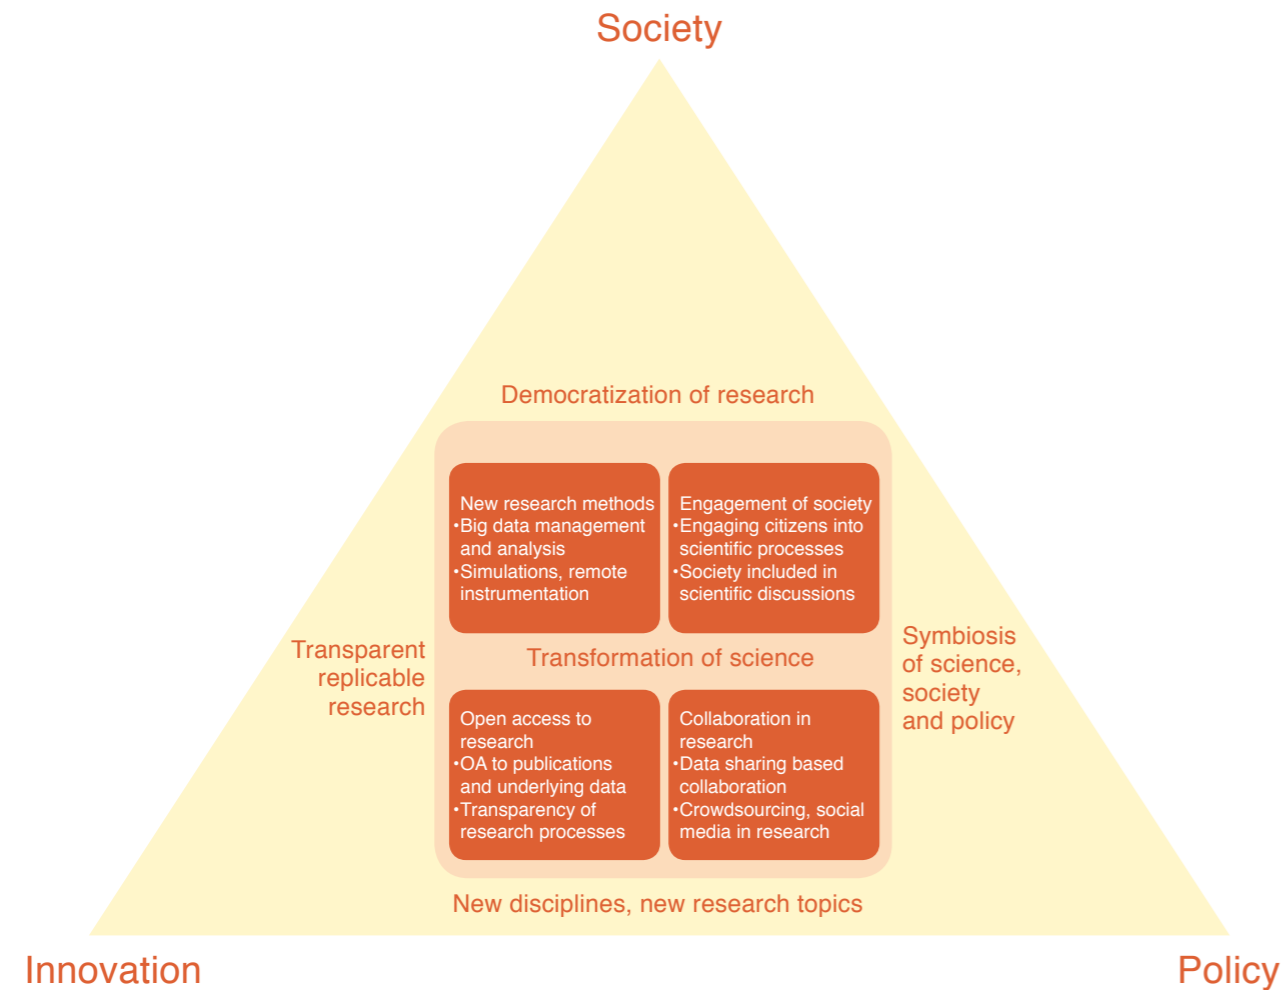 Society
Democratization of research
New research methods
•Big data management
and analysis
•Simulations, remote
instrumentation
Engagement of society
•Engaging citizens into
scientific processes
•Society included in
scientific discussions
Transparent
replicable
research
Transformation of science
Symbiosis
of science,
society
and policy
Open access to
research
•OA to publications
and underlying data
•Transparency of
research processes
Collaboration in
research
•Data sharing based
collaboration
•Crowdsourcing, social
media in research
New disciplines, new research topics
Innovation
Policy